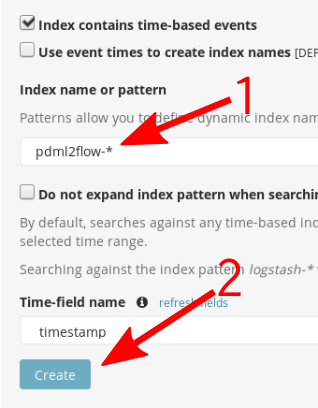 Index contains time-based events
Use event times to create index names [DEF
Index name or pattern
1
Patterns allow you to define dynamic index nam
pdml2flow-*
Do not expand index pattern when searchin
By default, searches against any time-based ind
selected time range.
Searching against the index pattern logstash-*
Time-field name refresh fields
2
timestamp
Create